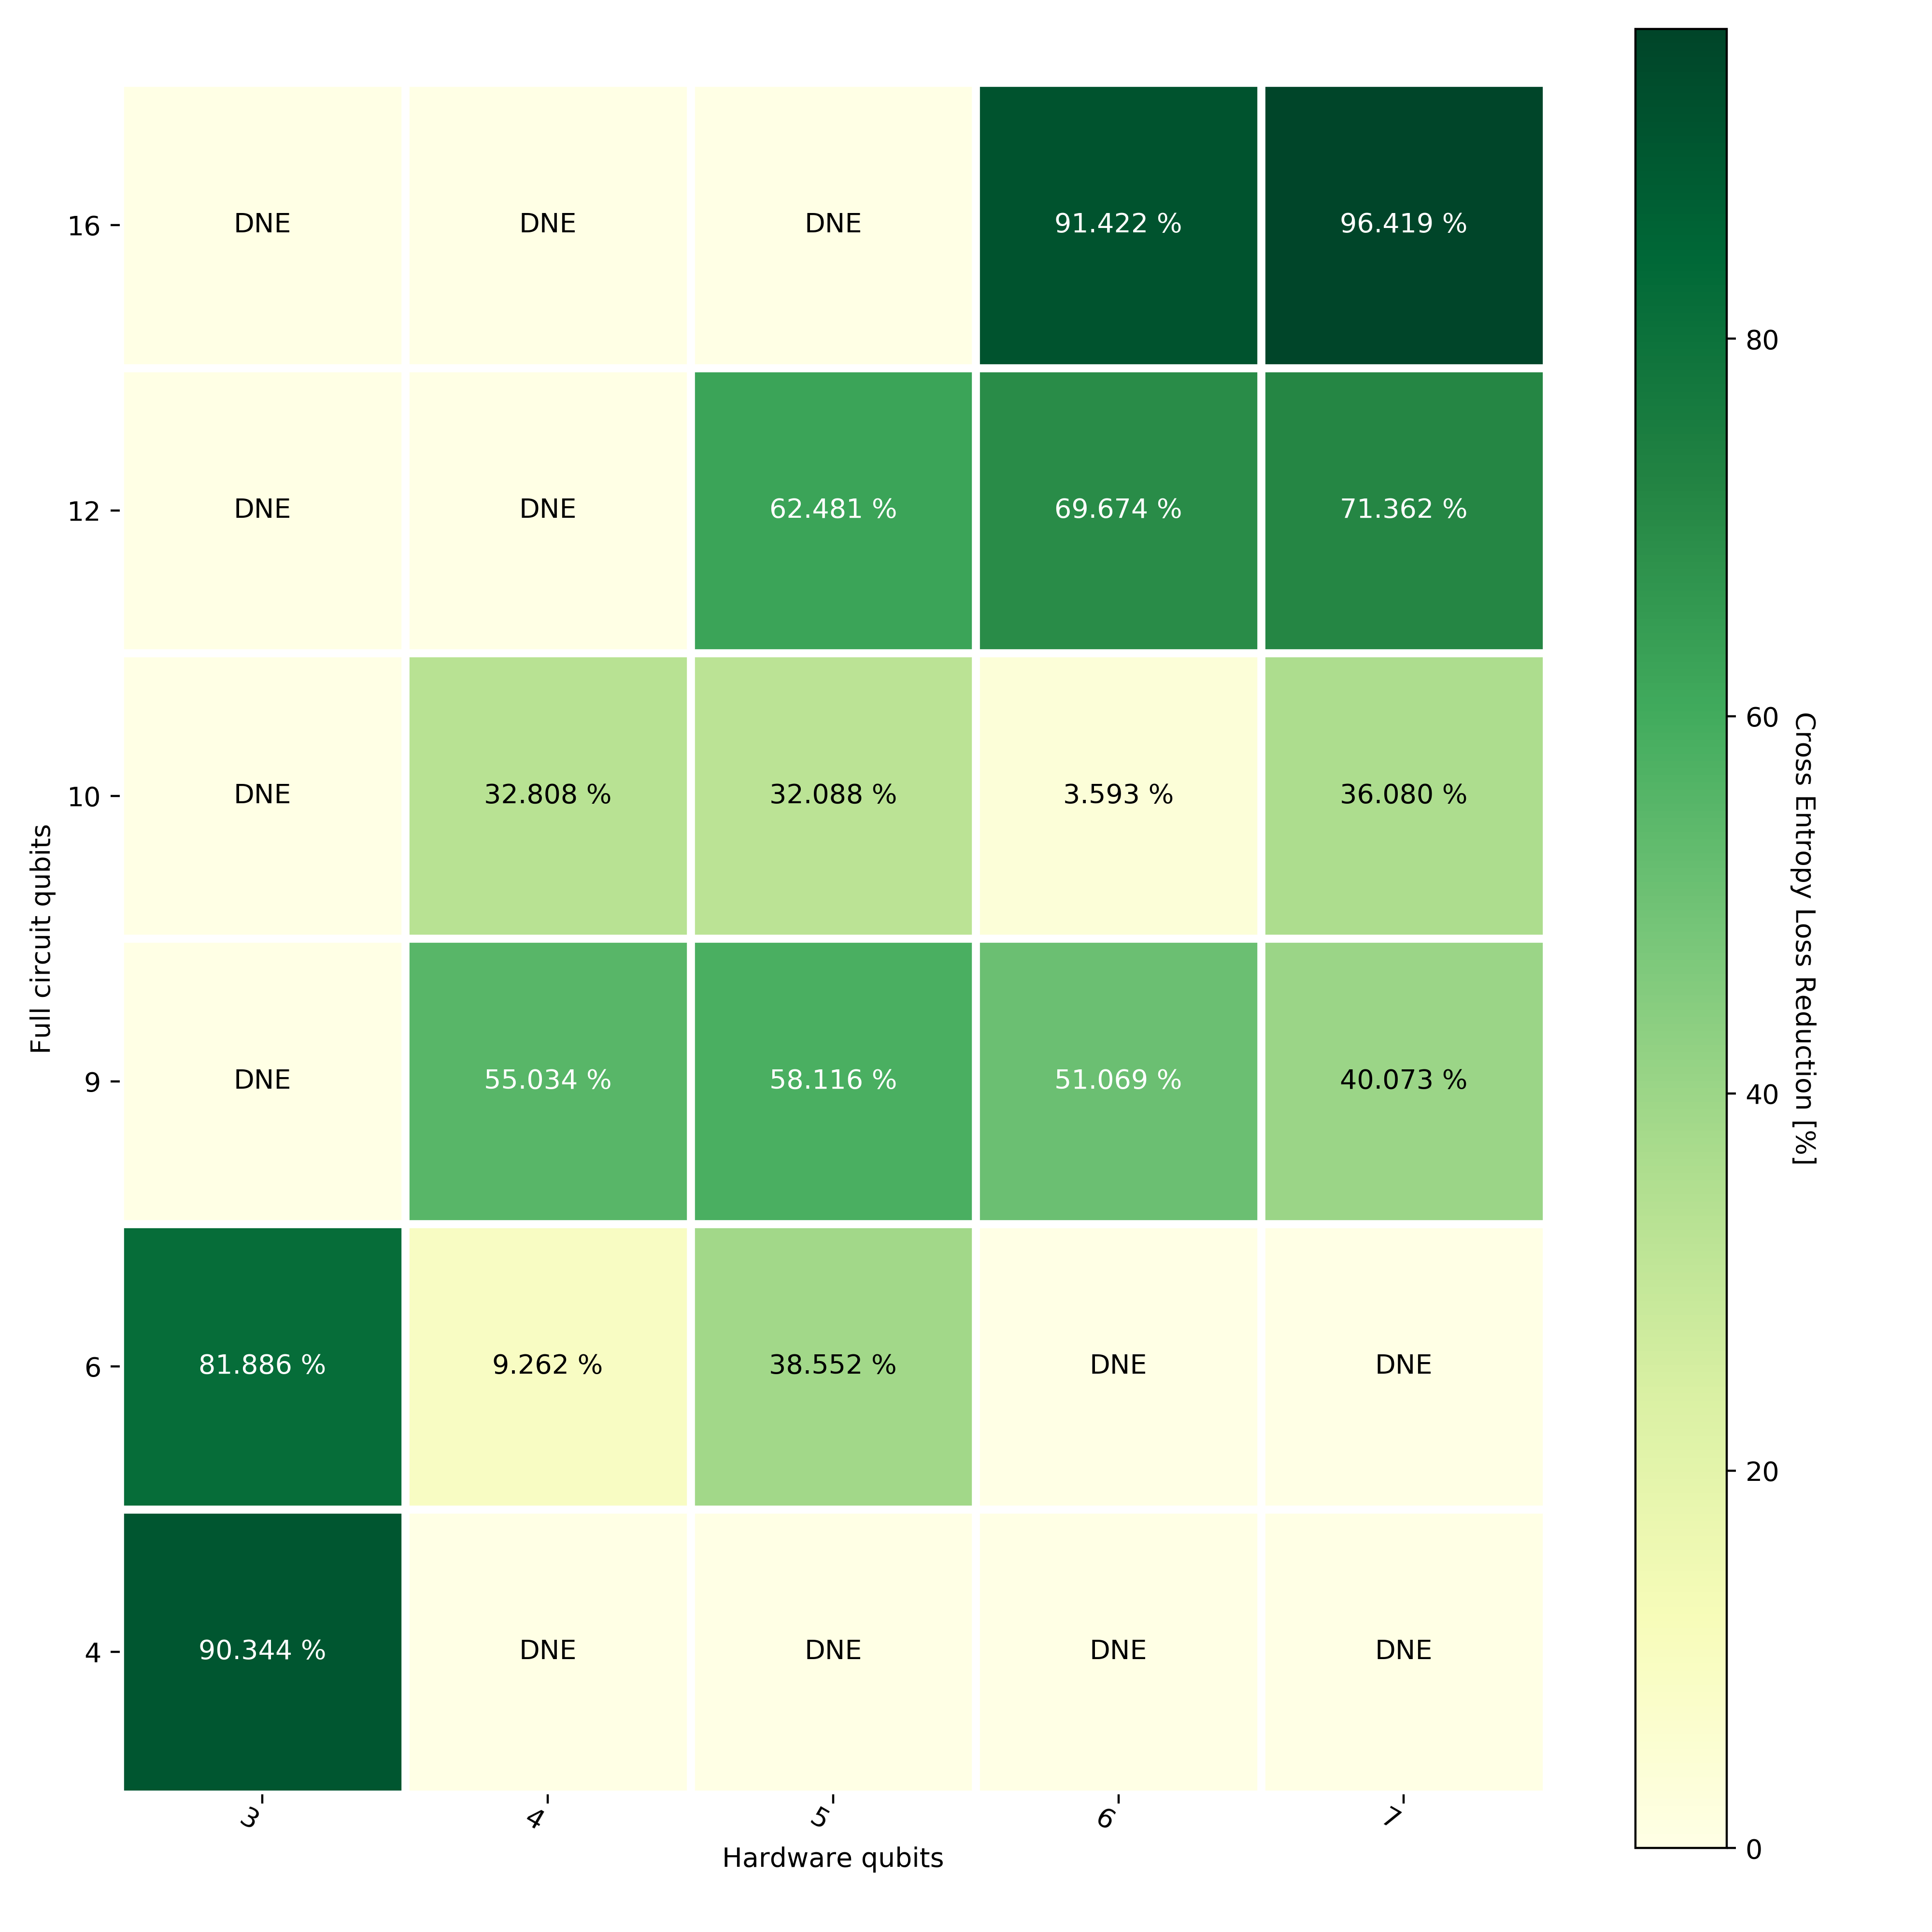 16 DNE DNE DNE 91.422 % 96.419 %
12 DNE DNE 62.481 % 69.674 % 71.362 %
10 DNE 32.808 % 32.088 % 3.593 % 36.080 %
9 DNE 55.034 % 58.116 % 51.069 % 40.073 %
6 81.886 % 9.262 % 38.552 % DNE DNE
4 90.344 % DNE DNE DNE DNE
3 4 5 6 7
Hardware qubits
Full circuit qubits
80
60
40
20
0
Cross Entropy Loss Reduction [%]